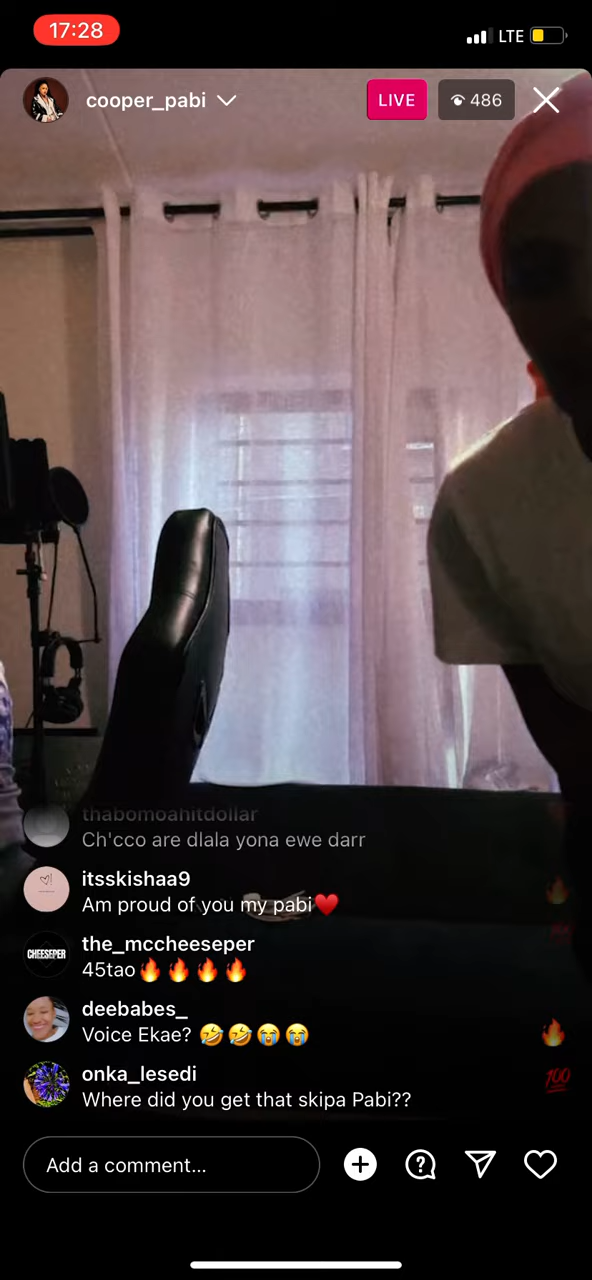 17:28
LTE
cooper_pabi
LIVE
486
thabomoahitdollar
Ch'cco are dlala yona ewe darr
itsskishaa9
Am proud of you my pabi❤️
CHEESEPER
the_mccheeseper
45tao🔥🔥🔥🔥
deebabes_
Voice Ekae? 🤣🤣😭😭
onka_lesedi
100
Where did you get that skipa Pabi??
Add a comment...